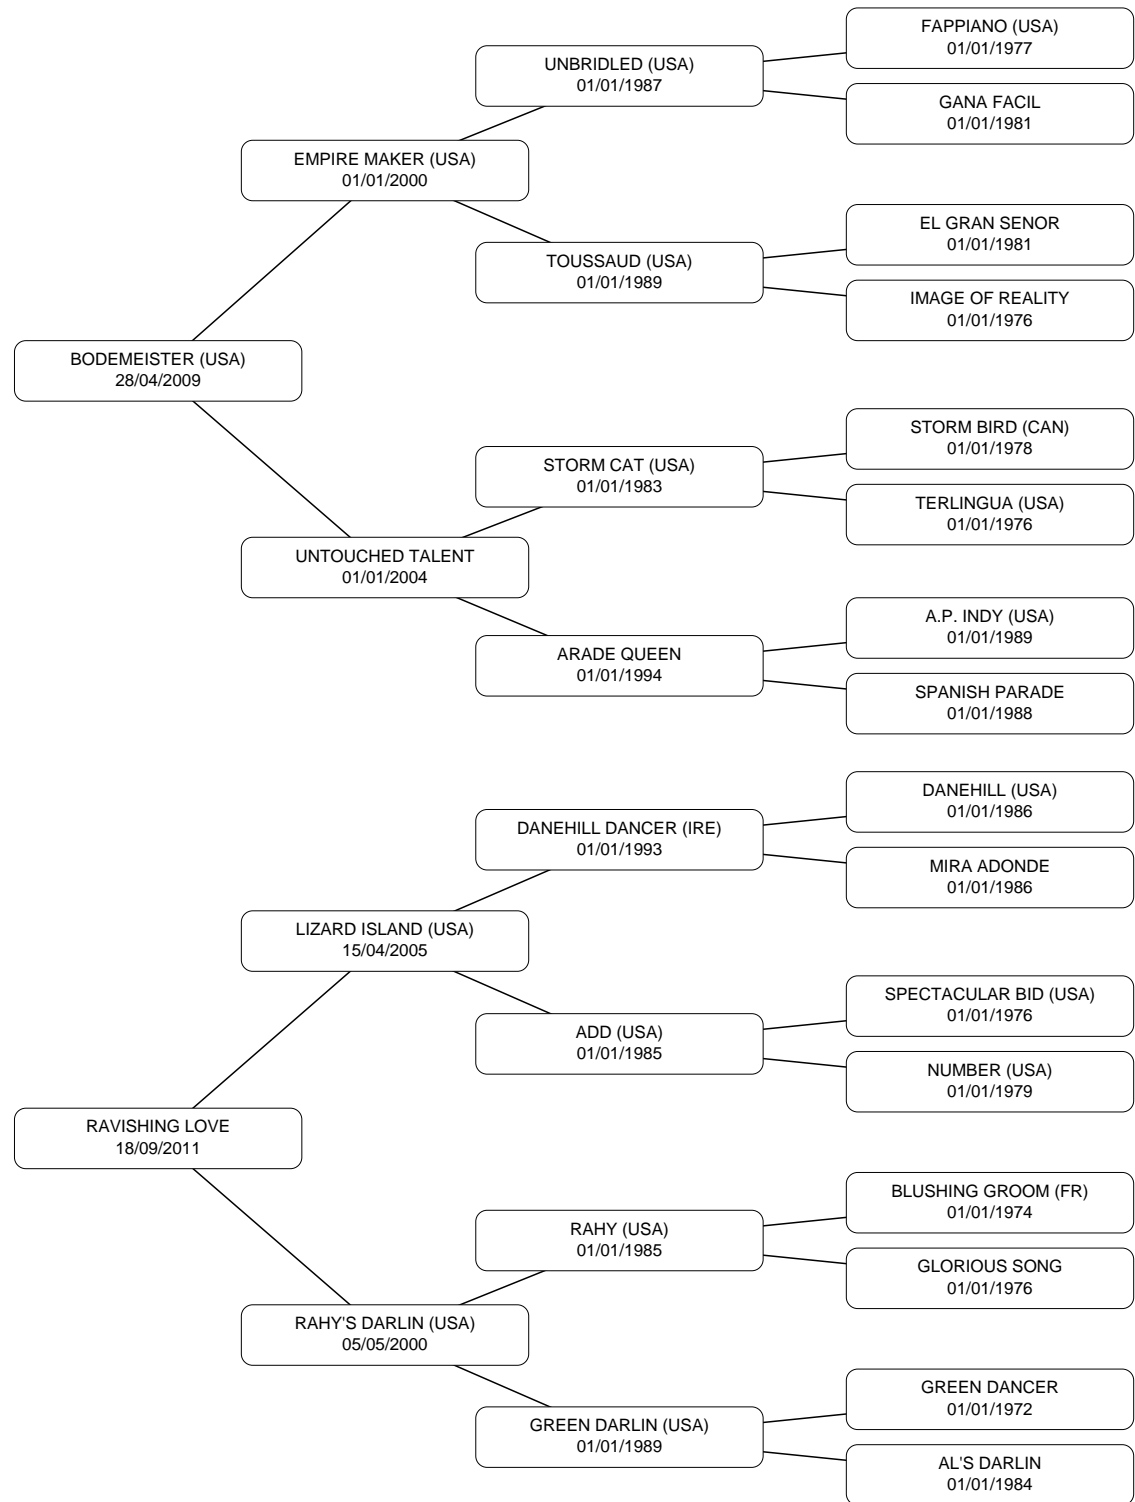 FAPPIANO (USA)
01/01/1977
UNBRIDLED (USA)
01/01/1987
GANA FACIL
01/01/1981
EMPIRE MAKER (USA)
01/01/2000
EL GRAN SENOR
01/01/1981
TOUSSAUD (USA)
01/01/1989
IMAGE OF REALITY
01/01/1976
BODEMEISTER (USA)
28/04/2009
STORM BIRD (CAN)
01/01/1978
STORM CAT (USA)
01/01/1983
TERLINGUA (USA)
01/01/1976
UNTOUCHED TALENT
01/01/2004
A.P. INDY (USA)
01/01/1989
ARADE QUEEN
01/01/1994
SPANISH PARADE
01/01/1988
DANEHILL (USA)
01/01/1986
DANEHILL DANCER (IRE)
01/01/1993
MIRA ADONDE
01/01/1986
LIZARD ISLAND (USA)
15/04/2005
SPECTACULAR BID (USA)
01/01/1976
ADD (USA)
01/01/1985
NUMBER (USA)
01/01/1979
RAVISHING LOVE
18/09/2011
BLUSHING GROOM (FR)
01/01/1974
RAHY (USA)
01/01/1985
GLORIOUS SONG
01/01/1976
RAHY'S DARLIN (USA)
05/05/2000
GREEN DANCER
01/01/1972
GREEN DARLIN (USA)
01/01/1989
AL'S DARLIN
01/01/1984